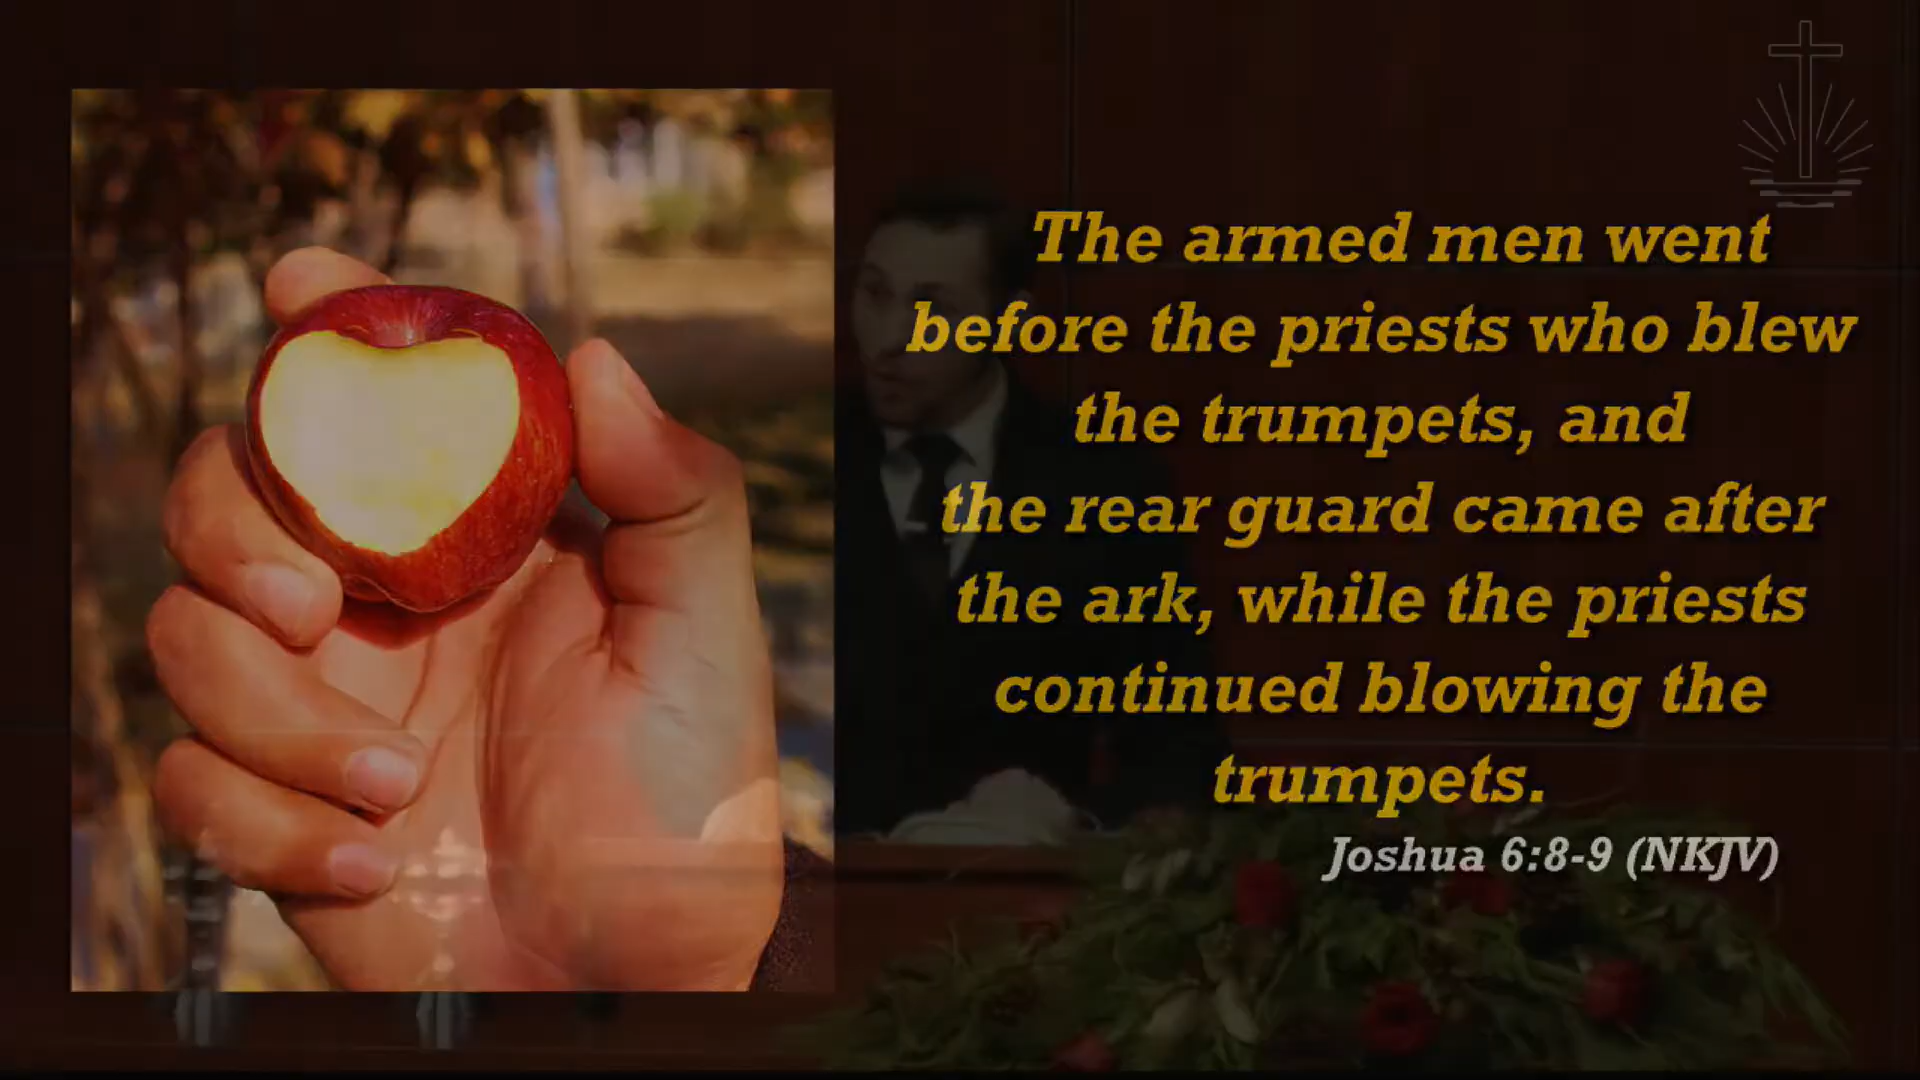 The armed men went
before the priests who blew
the trumpets, and
the rear guard came after
the ark, while the priests
continued blowing the
trumpets.
Joshua 6:8-9 (NKJV)